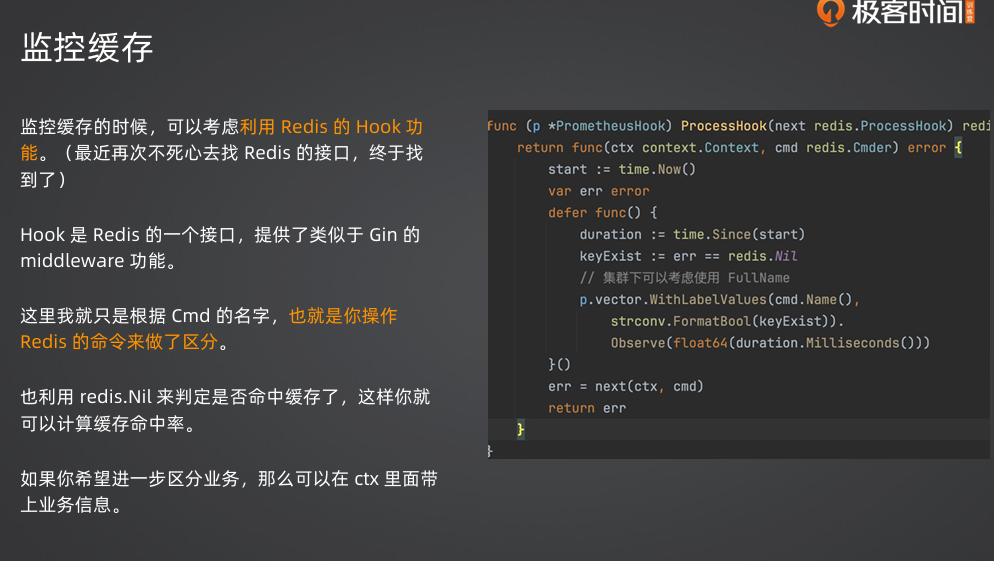 极客时间
训练营
监控缓存
监控缓存的时候，可以考虑利用 Redis 的 Hook 功
能。（最近再次不死心去找 Redis 的接口，终于找
到了）
Hook 是 Redis 的一个接口，提供了类似于 Gin 的
middleware 功能。
这里我就只是根据 Cmd 的名字，也就是你操作
Redis 的命令来做了区分。
也利用 redis.Nil 来判定是否命中缓存了，这样你就
可以计算缓存命中率。
如果你希望进一步区分业务，那么可以在 ctx 里面带
上业务信息。
func (p *PrometheusHook) ProcessHook(next redis.ProcessHook) redi
return func(ctx context.Context, cmd redis.Cmder) error {
start := time.Now()
var err error
defer func() {
duration := time.Since(start)
keyExist := err == redis.Nil
// 集群下可以考虑使用 FullName
p.vector.WithLabelValues(cmd.Name(),
strconv.FormatBool(keyExist)).
Observe(float64(duration.Milliseconds()))
}()
err = next(ctx, cmd)
return err
}
}